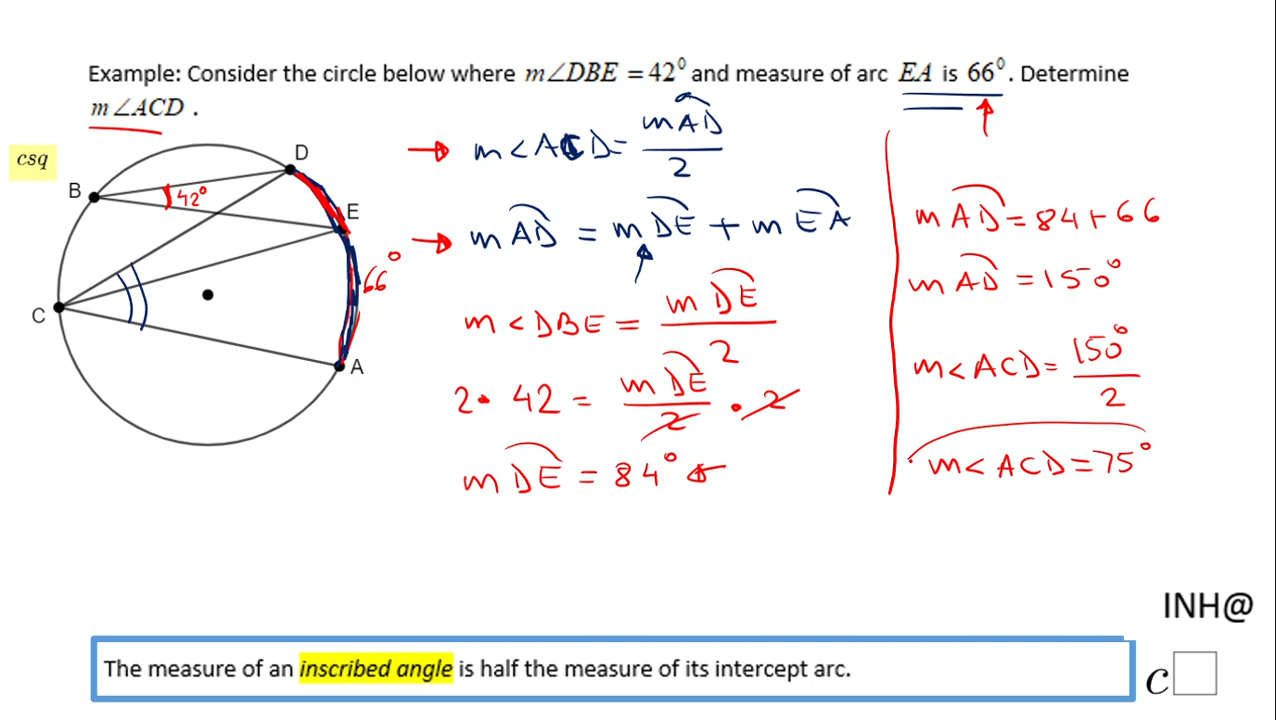 Example: Consider the circle below where m∠DBE = 42⁰ and measure of arc EA is 66⁰. Determine
m∠ACD .
csq
B
D
E
C
A
42°
66°
m<ACD = mAD/2
mAD = mDE + mEA
m<DBE = mDE/2
2·42 = mDE/2 · 2
mDE = 84°
mAD = 84+66
mAD = 150°
m<ACD = 150°/2
m<ACD = 75°
INH@
The measure of an inscribed angle is half the measure of its intercept arc.
c